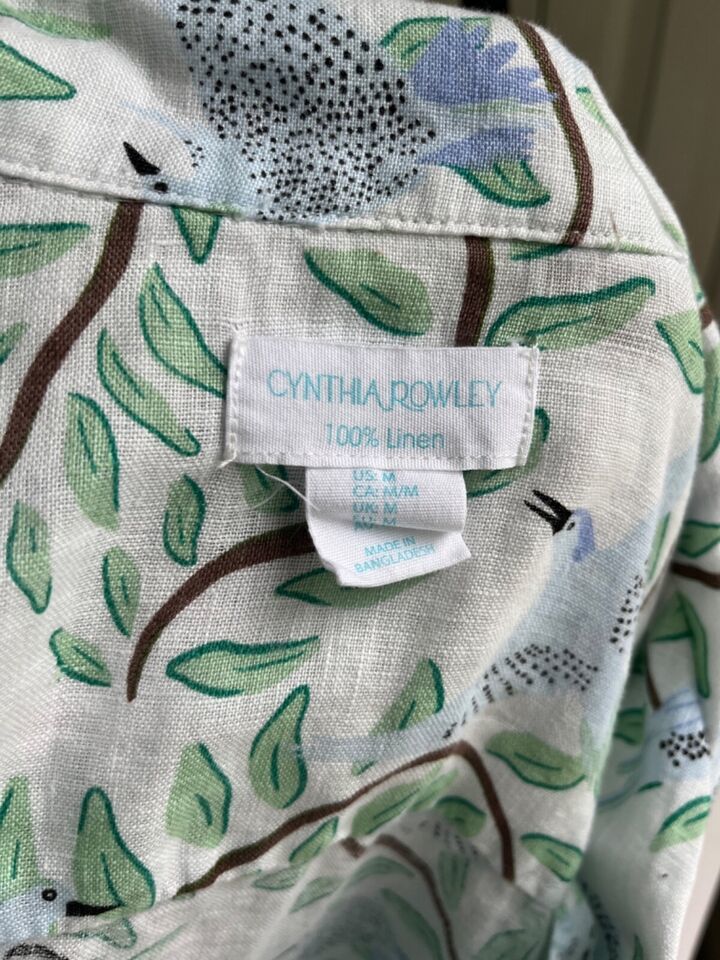 CYNTHIA ROWLEY
100% Linen
US: M
CA: M/M
UK: M
MADE IN
BANGLADESH